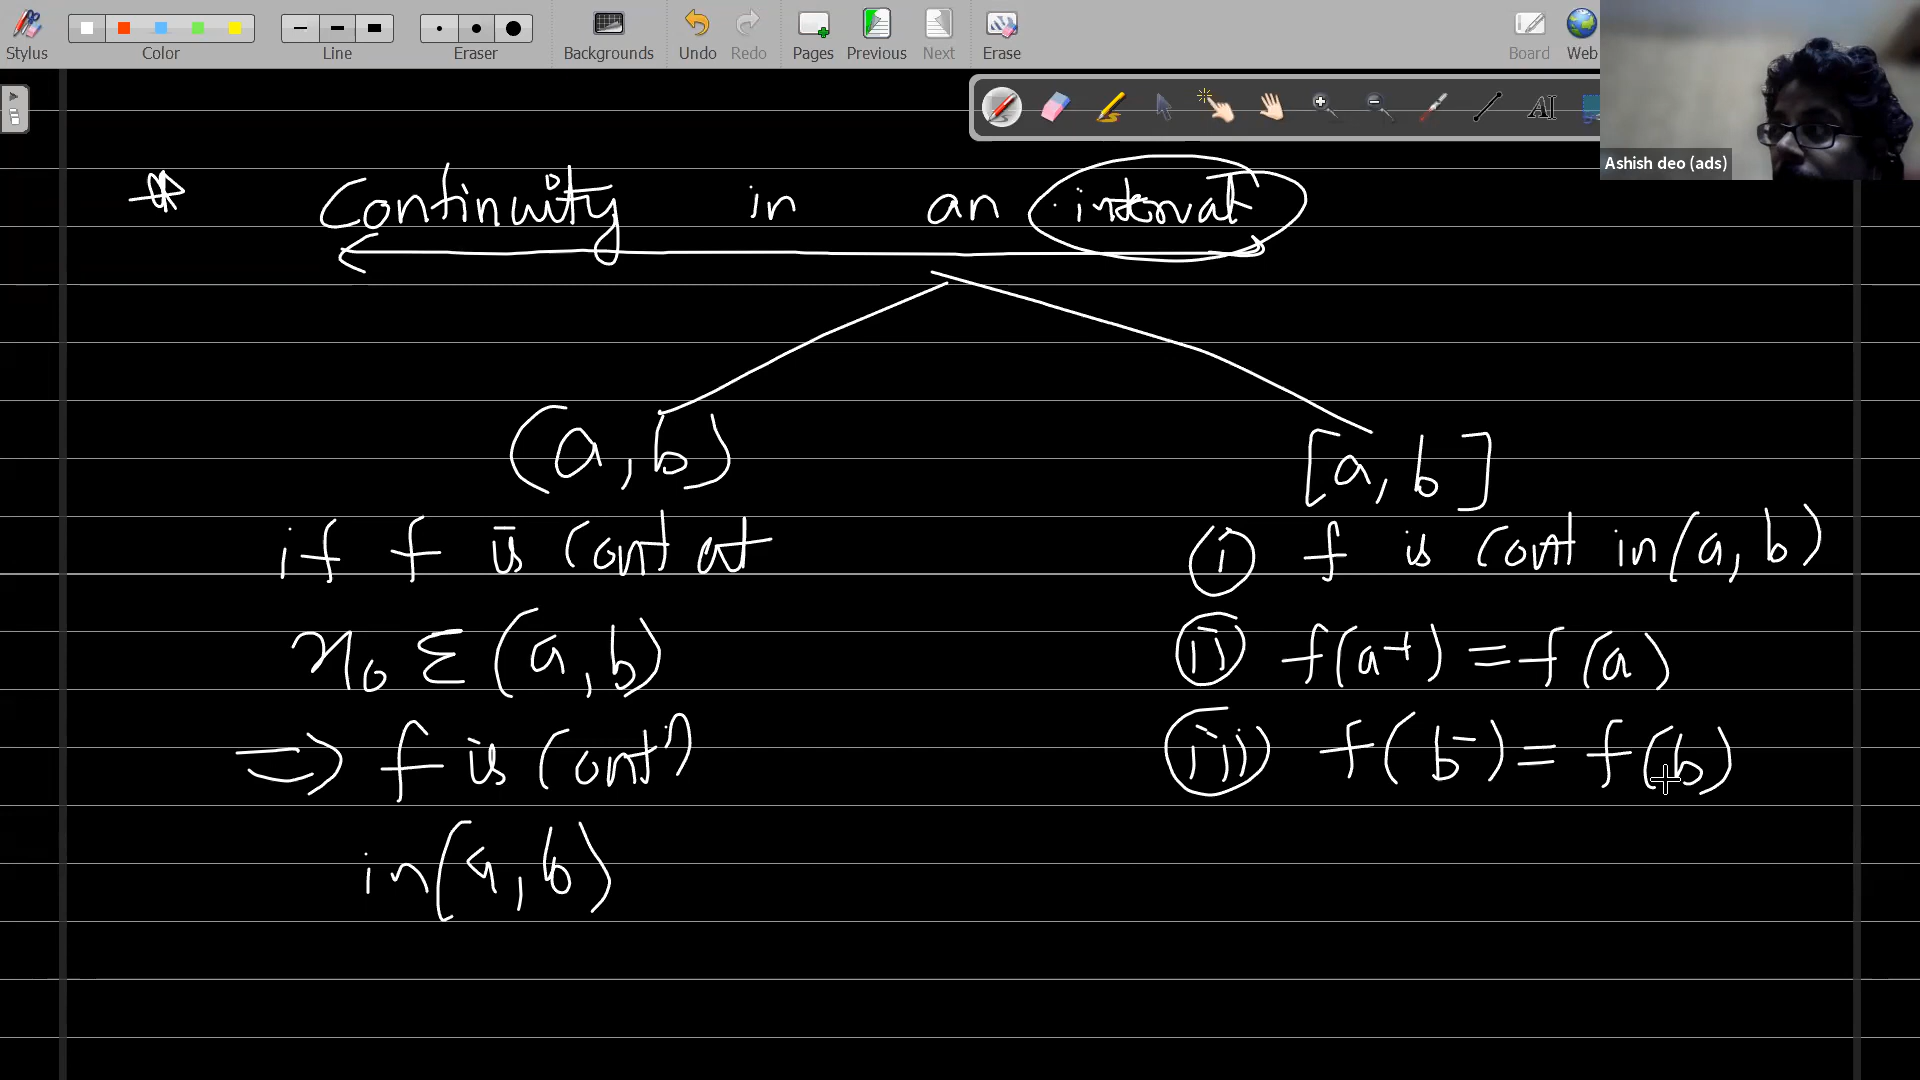 Stylus Color Line Eraser Backgrounds Undo Redo Pages Previous Next Erase Board Web
AI
Ashish deo (ads)
Continuity in an interval
(a, b)
if f is cont at
x₀ ∈ (a, b)
⇒ f is cont^n
in (a, b)
[a, b]
(i) f is cont in (a, b)
(ii) f(a+) = f(a)
(iii) f(b⁻) = f(b)